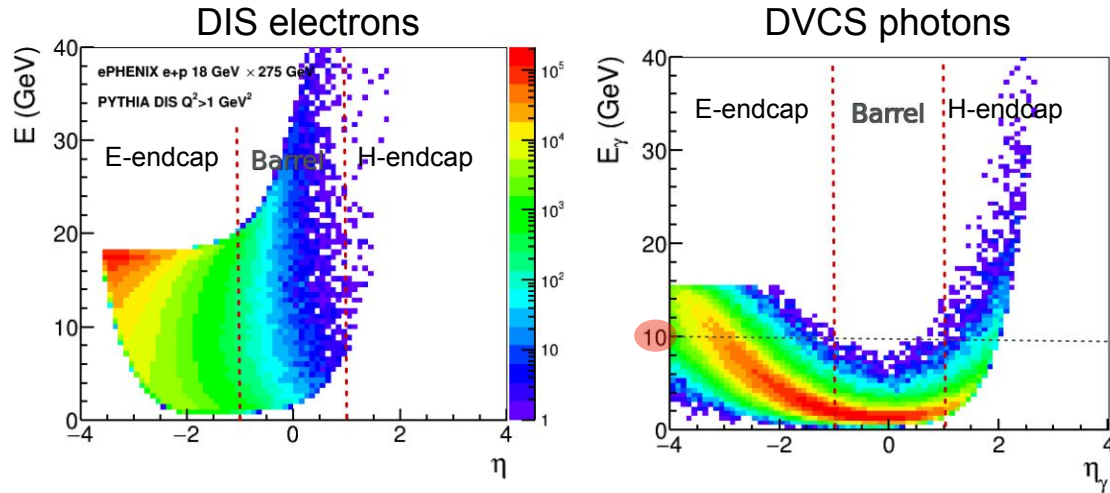 DIS electrons
E (GeV)
40
30
20
10
0
ePHENIX e+p 18 GeV × 275 GeV
PYTHIA DIS Q²>1 GeV²
E-endcap
Barrel
H-endcap
−4
−2
0
2
4
η
10⁵
10⁴
10³
10²
10
1
DVCS photons
Eγ (GeV)
40
30
20
10
0
E-endcap
Barrel
H-endcap
−4
−2
0
2
4
ηγ